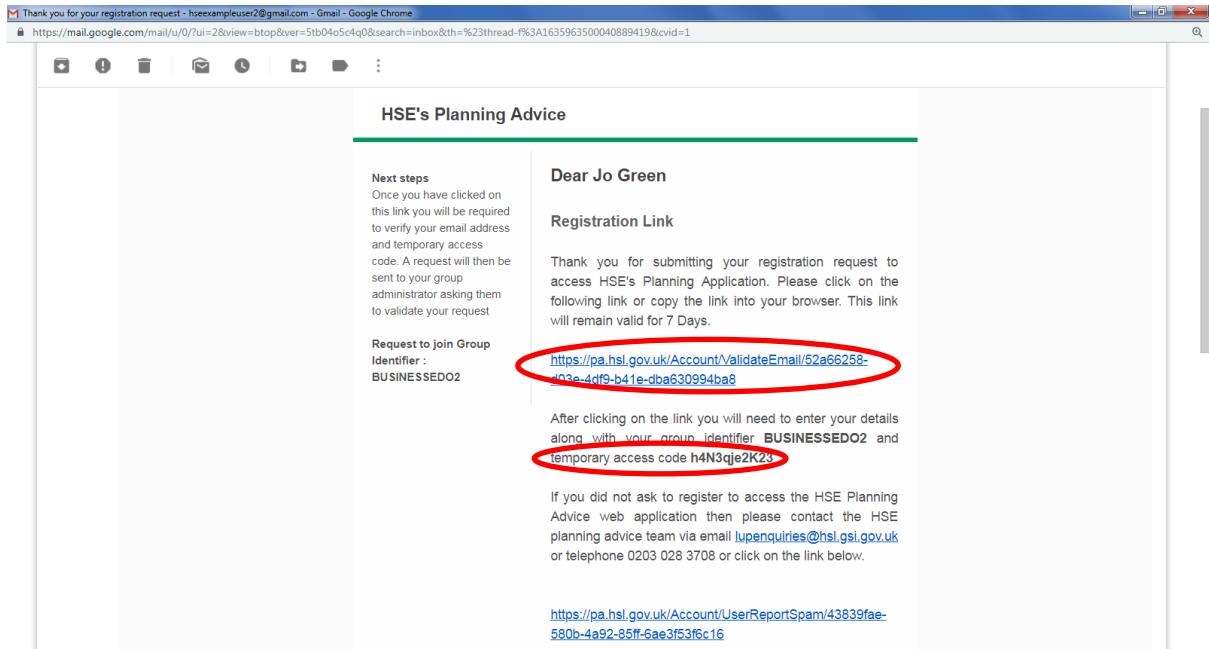 Thank you for your registration request - hseexampleuser2@gmail.com - Gmail - Google Chrome
https://mail.google.com/mail/u/0/?ui=2&view=btop&ver=5tb04o5c4q0&search=inbox&th=%23thread-f%3A1635963500040889419&cvid=1
HSE's Planning Advice
Next steps
Once you have clicked on
this link you will be required
to verify your email address
and temporary access
code. A request will then be
sent to your group
administrator asking them
to validate your request
Request to join Group
Identifier :
BUSINESSEDO2
Dear Jo Green
Registration Link
Thank you for submitting your registration request to
access HSE's Planning Application. Please click on the
following link or copy the link into your browser. This link
will remain valid for 7 Days.
https://pa.hsl.gov.uk/Account/ValidateEmail/52a66258-
d03e-4df9-b41e-dba630994ba8
After clicking on the link you will need to enter your details
along with your group identifier BUSINESSEDO2 and
temporary access code h4N3qje2K23
If you did not ask to register to access the HSE Planning
Advice web application then please contact the HSE
planning advice team via email lupenquiries@hsl.gsi.gov.uk
or telephone 0203 028 3708 or click on the link below.
https://pa.hsl.gov.uk/Account/UserReportSpam/43839fae-
580b-4a92-85ff-6ae3f53f6c16